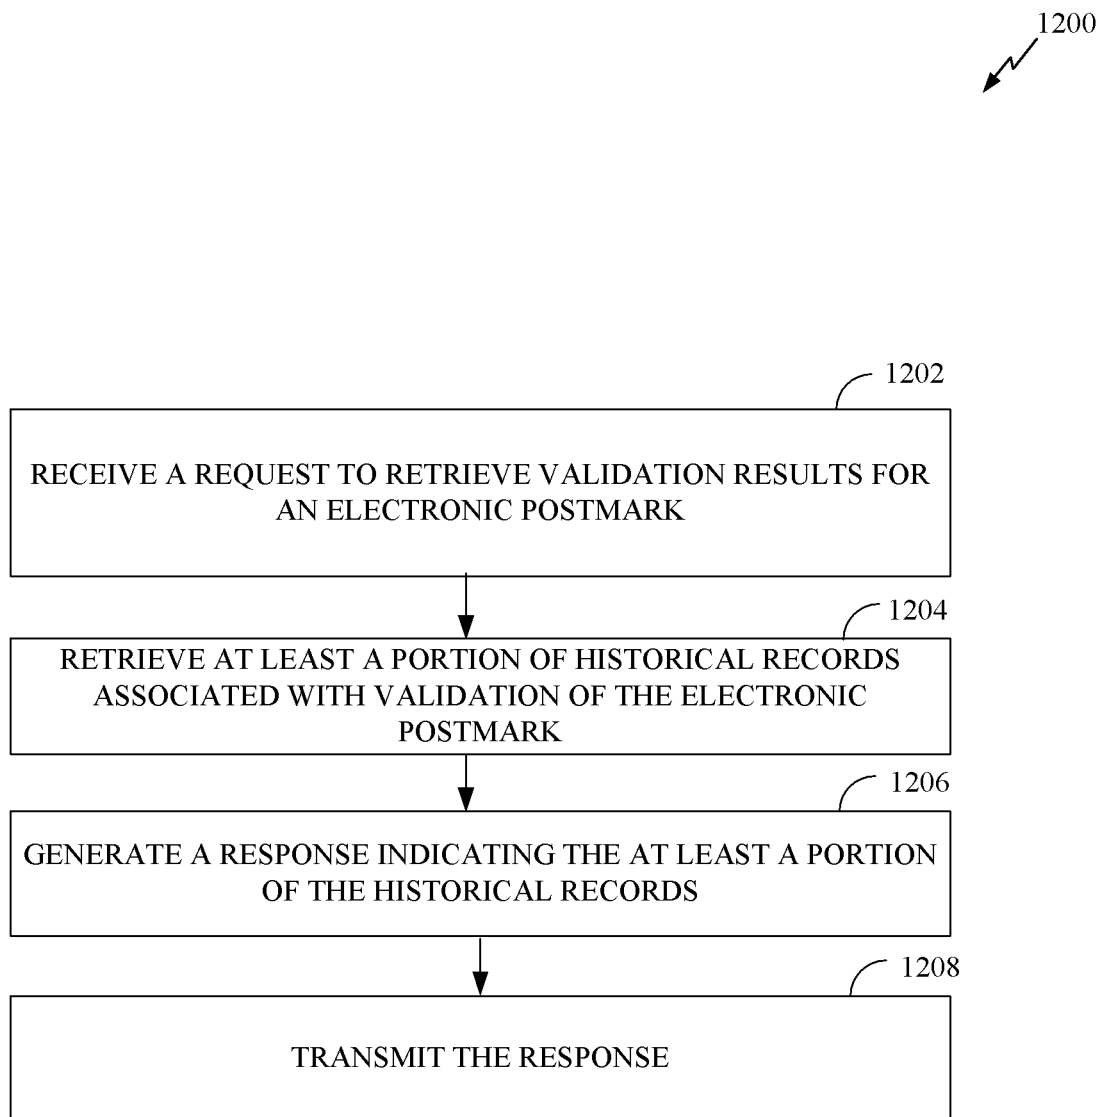 1200
1202
RECEIVE A REQUEST TO RETRIEVE VALIDATION RESULTS FOR
AN ELECTRONIC POSTMARK
1204
RETRIEVE AT LEAST A PORTION OF HISTORICAL RECORDS
ASSOCIATED WITH VALIDATION OF THE ELECTRONIC
POSTMARK
1206
GENERATE A RESPONSE INDICATING THE AT LEAST A PORTION
OF THE HISTORICAL RECORDS
1208
TRANSMIT THE RESPONSE